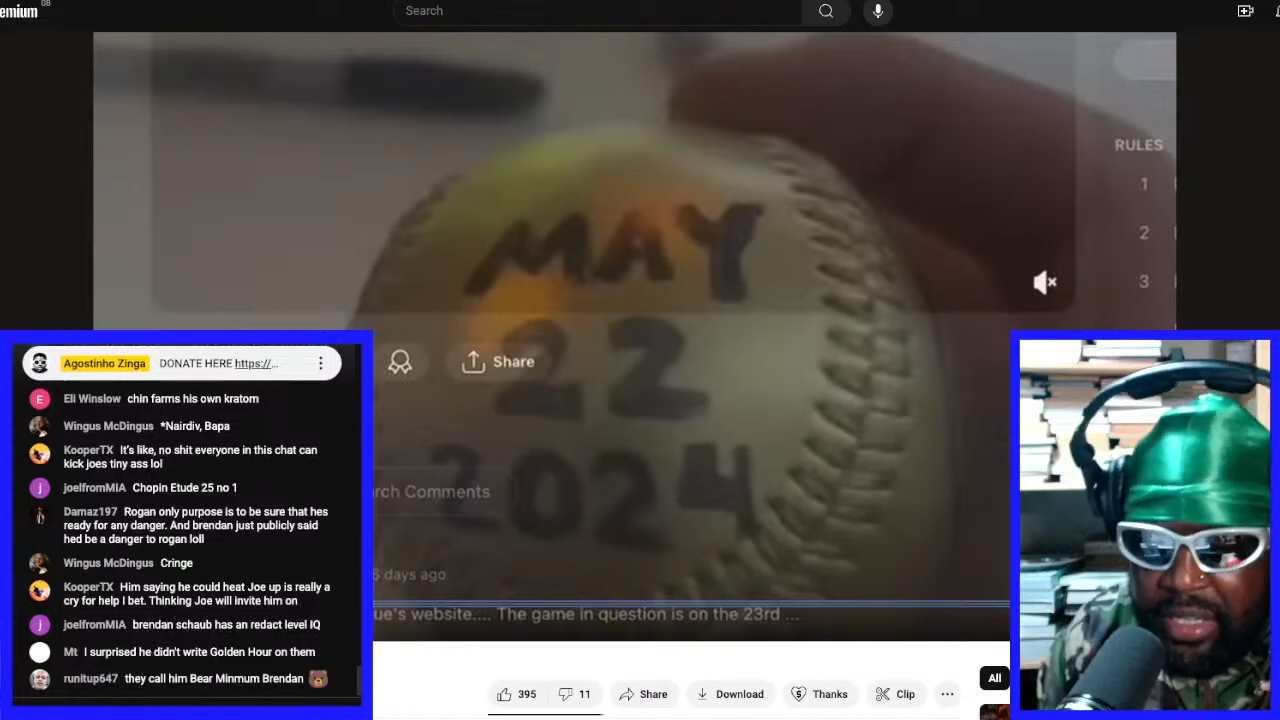 emium GB
Search
RULES
1
2
3
MAY
22
2024
Share
rch Comments
days ago
ue's website.... The game in question is on the 23rd ...
Agostinho Zinga DONATE HERE https://...
Eli Winslow chin farms his own kratom
Wingus McDingus *Nairdiv, Bapa
KooperTX It's like, no shit everyone in this chat can
kick joes tiny ass lol
joelfromMIA Chopin Etude 25 no 1
Damaz197 Rogan only purpose is to be sure that hes
ready for any danger. And brendan just publicly said
hed be a danger to rogan loll
Wingus McDingus Cringe
KooperTX Him saying he could heat Joe up is really a
cry for help I bet. Thinking Joe will invite him on
joelfromMIA brendan schaub has an redact level IQ
Mt I surprised he didn't write Golden Hour on them
runitup647 they call him Bear Minmum Brendan
395
11
Share
Download
Thanks
Clip
All